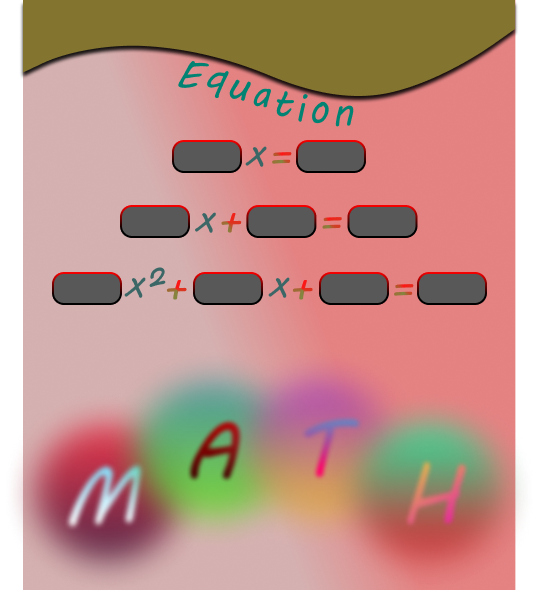 Equation
x =
x + =
x² + x + =
MATH